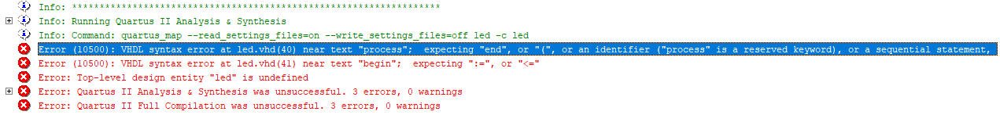 Info: *******************************************************************
Info: Running Quartus II Analysis & Synthesis
Info: Command: quartus_map --read_settings_files=on --write_settings_files=off led -c led
Error (10500): VHDL syntax error at led.vhd(40) near text "process";  expecting "end", or "(", or an identifier ("process" is a reserved keyword), or a sequential statement,
Error (10500): VHDL syntax error at led.vhd(41) near text "begin";  expecting ":=", or "<="
Error: Top-level design entity "led" is undefined
Error: Quartus II Analysis & Synthesis was unsuccessful. 3 errors, 0 warnings
Error: Quartus II Full Compilation was unsuccessful. 3 errors, 0 warnings